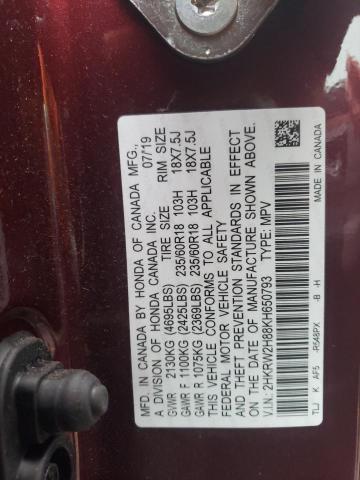 MFD. IN CANADA BY HONDA OF CANADA MFG.,
A DIVISION OF HONDA CANADA INC. 07/19
GVWR 2130KG (4695LBS) TIRE SIZE RIM SIZE
GAWR F 1100KG (2425LBS) 235/60R18 103H 18X7.5J
GAWR R 1075KG (2369LBS) 235/60R18 103H 18X7.5J
THIS VEHICLE CONFORMS TO ALL APPLICABLE
FEDERAL MOTOR VEHICLE SAFETY
AND THEFT PREVENTION STANDARDS IN EFFECT
ON THE DATE OF MANUFACTURE SHOWN ABOVE.
V.I.N.: 2HKRW2H88KH650793 TYPE: MPV
TLJ K AF5 -R548PX -B -H MADE IN CANADA